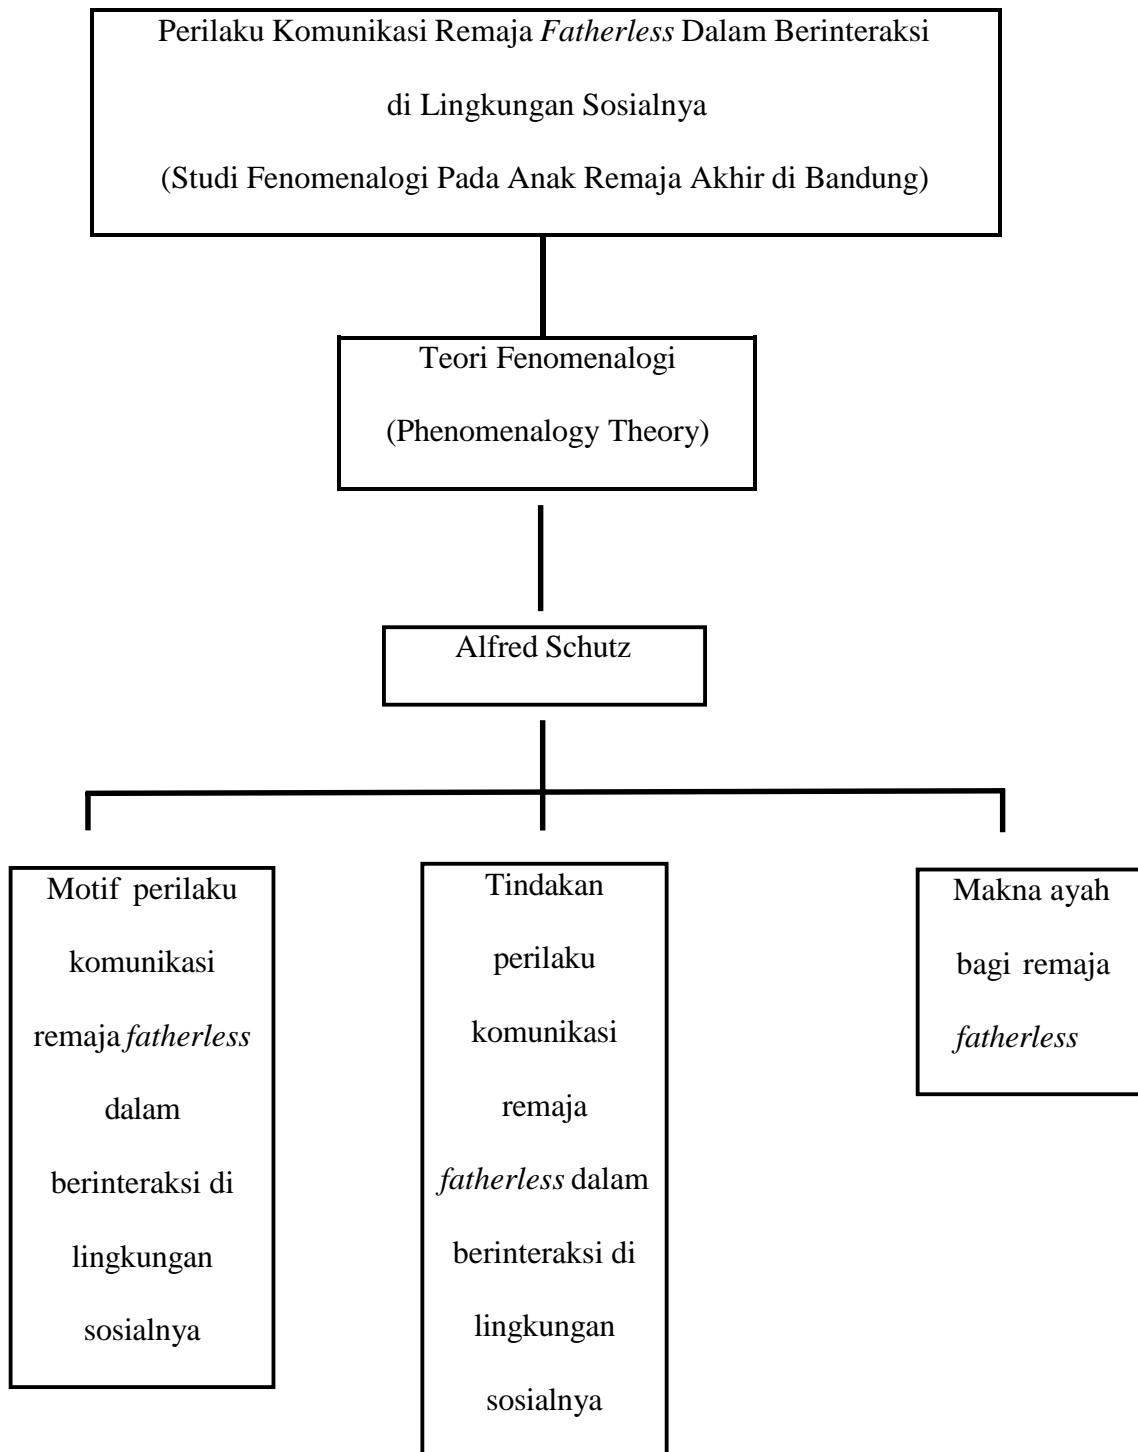 Perilaku Komunikasi Remaja Fatherless Dalam Berinteraksi
di Lingkungan Sosialnya
(Studi Fenomenalogi Pada Anak Remaja Akhir di Bandung)
Teori Fenomenalogi
(Phenomenalogy Theory)
Alfred Schutz
Motif perilaku
komunikasi
remaja fatherless
dalam
berinteraksi di
lingkungan
sosialnya
Tindakan
perilaku
komunikasi
remaja
fatherless dalam
berinteraksi di
lingkungan
sosialnya
Makna ayah
bagi remaja
fatherless